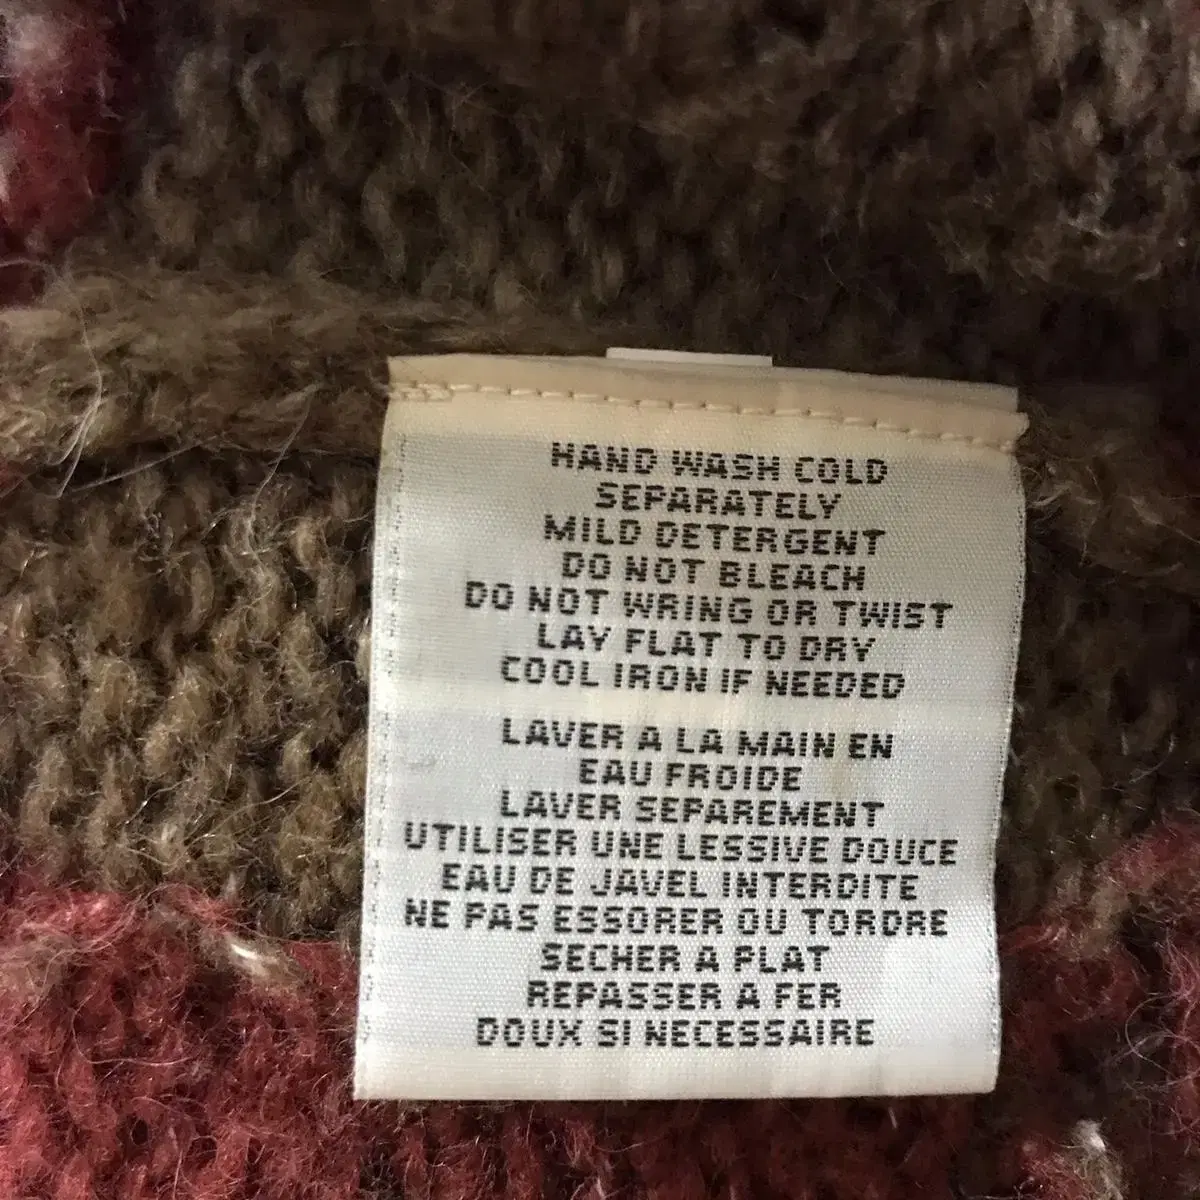 HAND WASH COLD
SEPARATELY
MILD DETERGENT
DO NOT BLEACH
DO NOT WRING OR TWIST
LAY FLAT TO DRY
COOL IRON IF NEEDED
LAVER A LA MAIN EN
EAU FROIDE
LAVER SEPAREMENT
UTILISER UNE LESSIVE DOUCE
EAU DE JAVEL INTERDITE
NE PAS ESSORER OU TORDRE
SECHER A PLAT
REPASSER A FER
DOUX SI NECESSAIRE